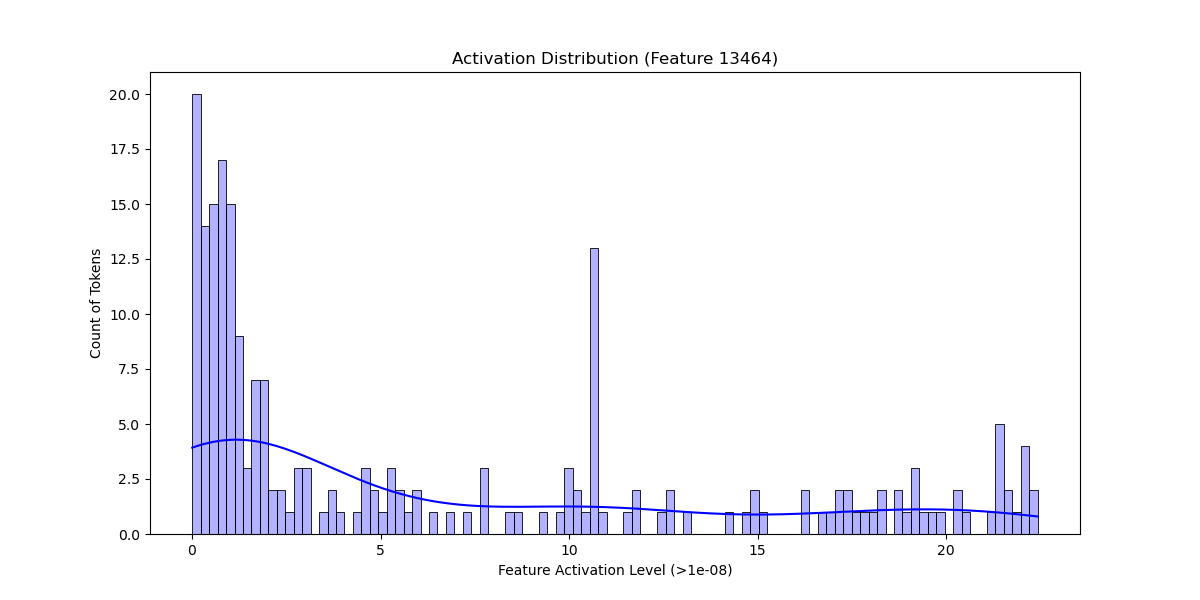 Activation Distribution (Feature 13464)
20.0
17.5
15.0
12.5
10.0
7.5
5.0
2.5
0.0
Count of Tokens
0 5 10 15 20
Feature Activation Level (>1e-08)